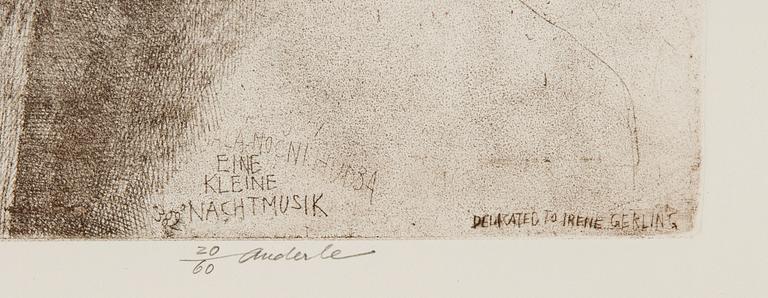 EINE
KLEINE
NACHTMUSIK
DEDICATED TO IRENE GERLING
20
60
Anderle